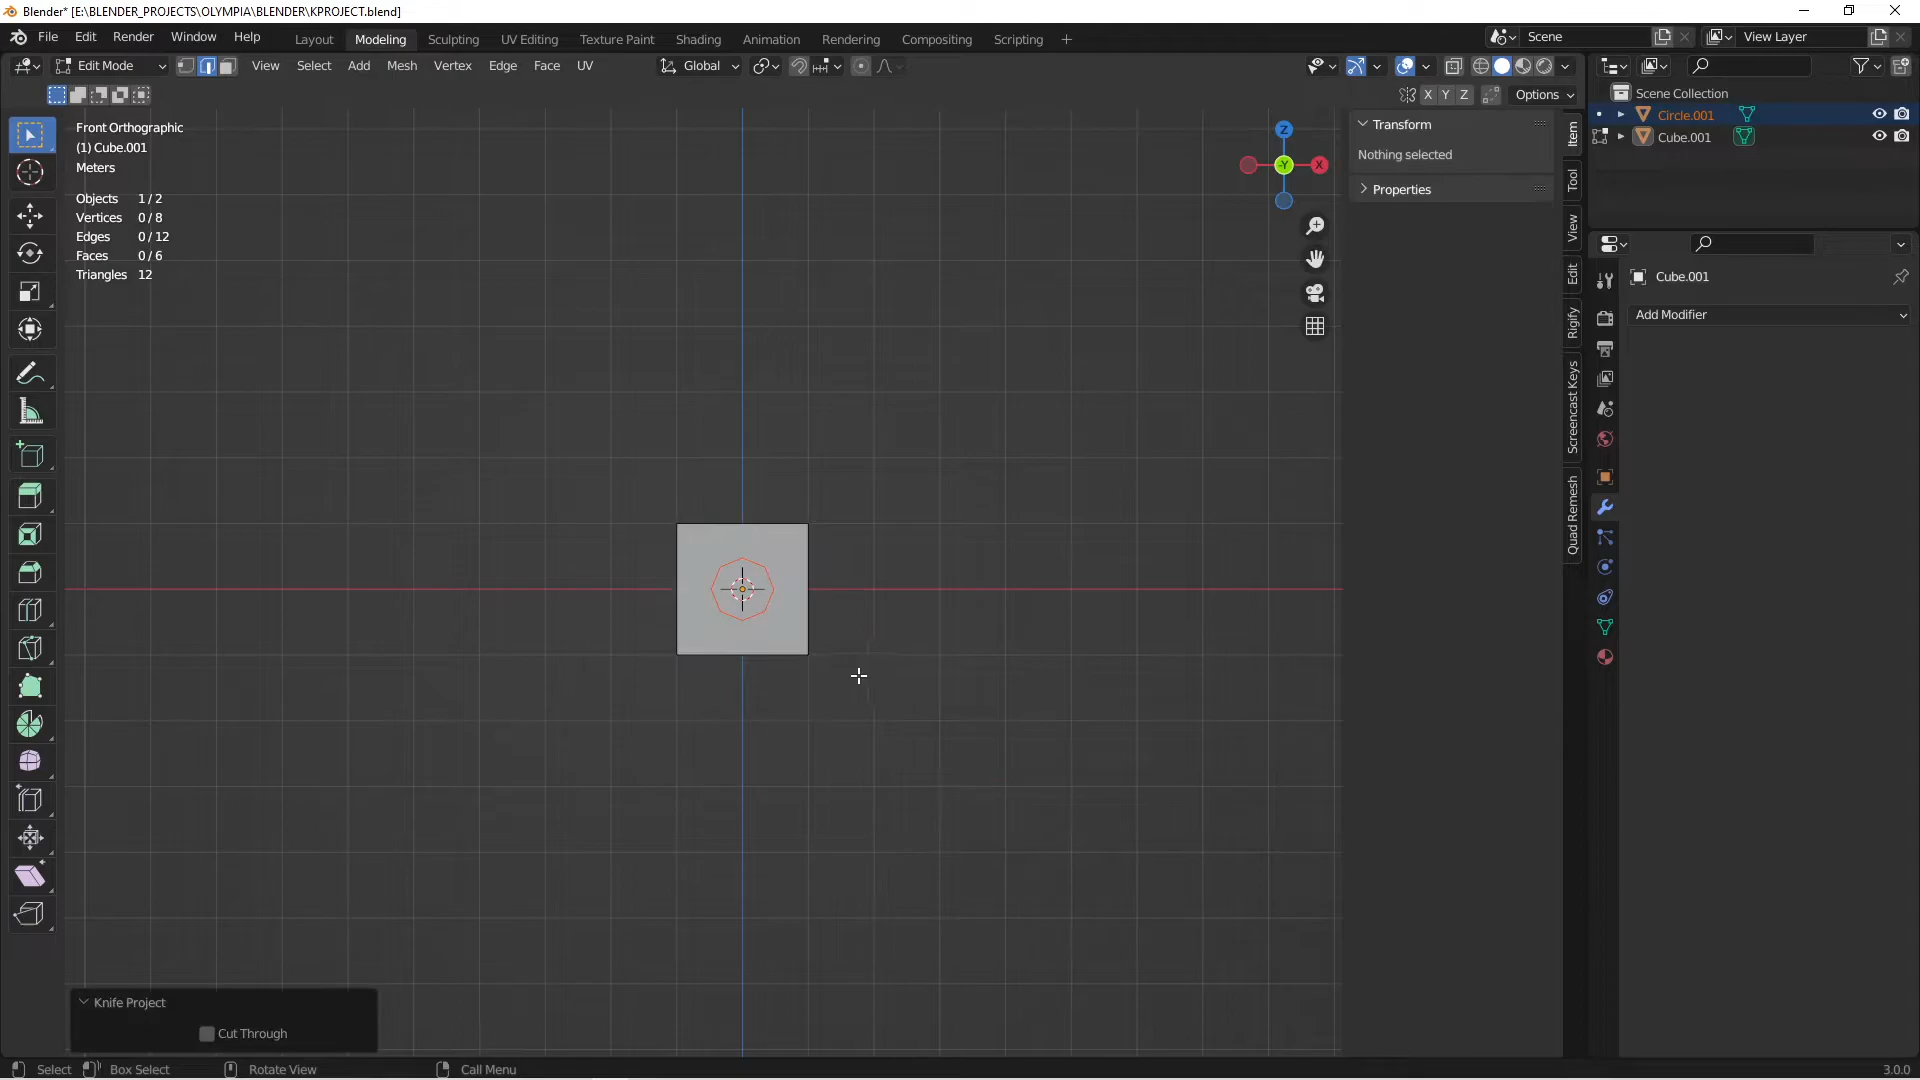 Blender* [E:\BLENDER_PROJECTS\OLYMPIA\BLENDER\KPROJECT.blend]
File Edit Render Window Help Layout Modeling Sculpting UV Editing Texture Paint Shading Animation Rendering Compositing Scripting + Scene View Layer
Edit Mode View Select Add Mesh Vertex Edge Face UV Global
X Y Z Options
Front Orthographic
(1) Cube.001
Meters
Objects 1 / 2
Vertices 0 / 8
Edges 0 / 12
Faces 0 / 6
Triangles 12
Z
-Y
X
Transform
Nothing selected
Properties
Item
Tool
View
Edit
Rigify
Screencast Keys
Quad Remesh
Scene Collection
Circle.001
Cube.001
Cube.001
Add Modifier
Knife Project
Cut Through
Select Box Select Rotate View Call Menu 3.0.0